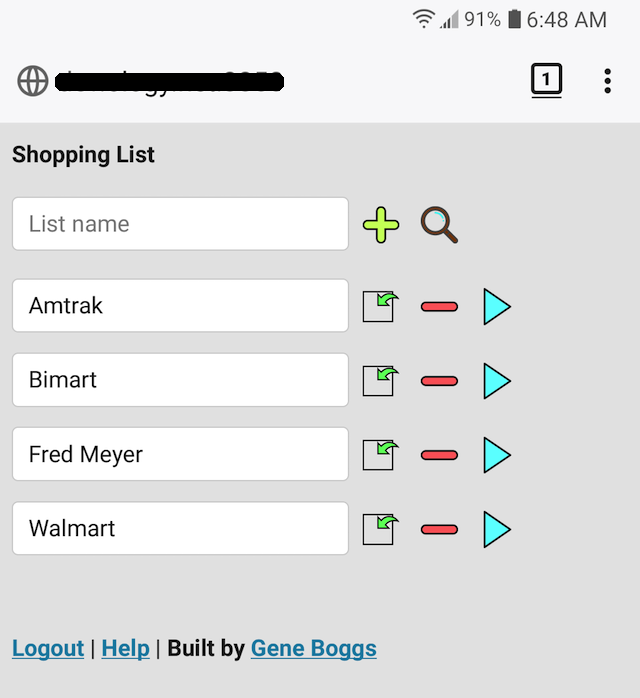 91% 6:48 AM
1
Shopping List
List name
Amtrak
Bimart
Fred Meyer
Walmart
Logout | Help | Built by Gene Boggs